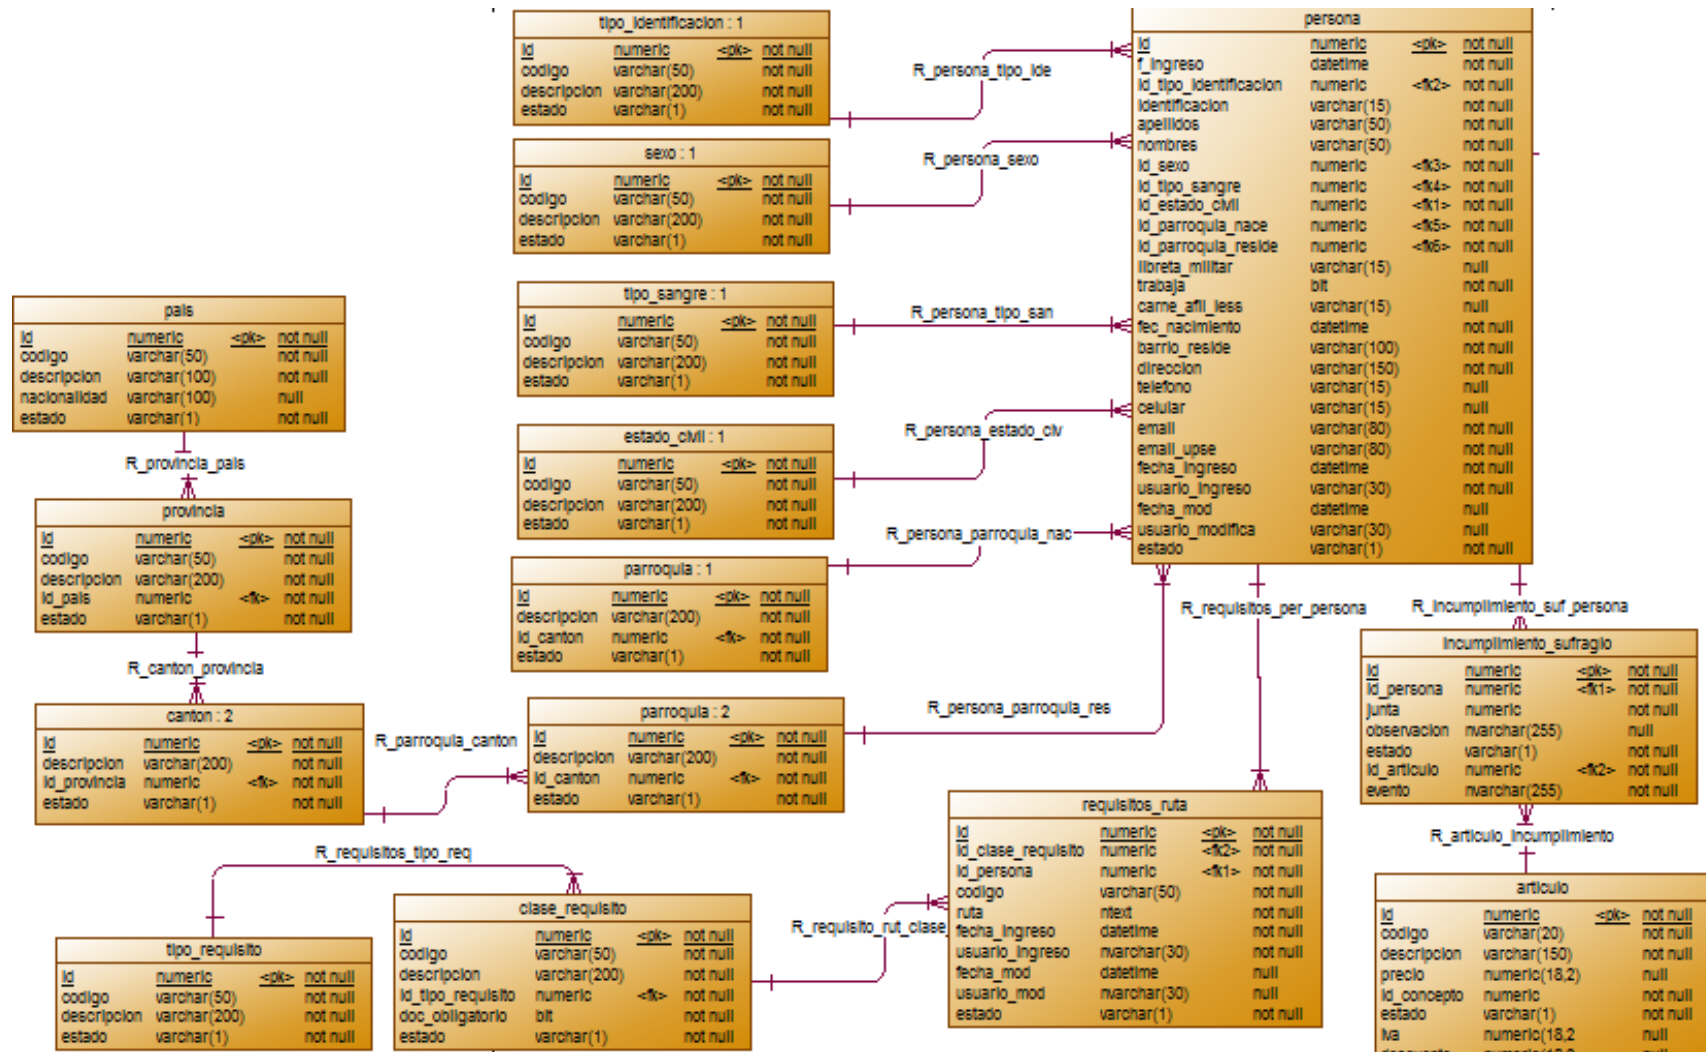 tipo_identificacion : 1
id numeric <pk> not null
codigo varchar(50) not null
descripcion varchar(200) not null
estado varchar(1) not null
R_persona_tipo_ide
persona
id numeric <pk> not null
f_ingreso datetime not null
id_tipo_identificacion numeric <fk2> not null
identificacion varchar(15) not null
apellidos varchar(50) not null
nombres varchar(50) not null
id_sexo numeric <fk3> not null
id_tipo_sangre numeric <fk4> not null
id_estado_civil numeric <fk1> not null
id_parroquia_nace numeric <fk5> not null
id_parroquia_reside numeric <fk6> not null
libreta_militar varchar(15) null
trabaja bit not null
carne_afil_iess varchar(15) null
fec_nacimiento datetime not null
barrio_reside varchar(100) not null
direccion varchar(150) not null
telefono varchar(15) null
celular varchar(15) null
email varchar(80) not null
email_upse varchar(80) not null
fecha_ingreso datetime not null
usuario_ingreso varchar(30) not null
fecha_mod datetime null
usuario_modifica varchar(30) null
estado varchar(1) not null
sexo : 1
id numeric <pk> not null
codigo varchar(50) not null
descripcion varchar(200) not null
estado varchar(1) not null
R_persona_sexo
tipo_sangre : 1
id numeric <pk> not null
codigo varchar(50) not null
descripcion varchar(200) not null
estado varchar(1) not null
R_persona_tipo_san
pais
id numeric <pk> not null
codigo varchar(50) not null
descripcion varchar(100) not null
nacionalidad varchar(100) null
estado varchar(1) not null
R_provincia_pais
estado_civil : 1
id numeric <pk> not null
codigo varchar(50) not null
descripcion varchar(200) not null
estado varchar(1) not null
R_persona_estado_civ
provincia
id numeric <pk> not null
codigo varchar(50) not null
descripcion varchar(200) not null
id_pais numeric <fk> not null
estado varchar(1) not null
R_canton_provincia
R_persona_parroquia_nac
parroquia : 1
id numeric <pk> not null
descripcion varchar(200) not null
id_canton numeric <fk> not null
estado varchar(1) not null
R_requisitos_per_persona
R_incumplimiento_suf_persona
incumplimiento_sufragio
id numeric <pk> not null
id_persona numeric <fk1> not null
junta numeric not null
observacion nvarchar(255) null
estado varchar(1) not null
id_articulo numeric <fk2> not null
evento nvarchar(255) not null
canton : 2
id numeric <pk> not null
descripcion varchar(200) not null
id_provincia numeric <fk> not null
estado varchar(1) not null
R_parroquia_canton
parroquia : 2
id numeric <pk> not null
descripcion varchar(200) not null
id_canton numeric <fk> not null
estado varchar(1) not null
R_persona_parroquia_res
requisitos_ruta
id numeric <pk> not null
id_clase_requisito numeric <fk2> not null
id_persona numeric <fk1> not null
codigo varchar(50) not null
ruta ntext not null
fecha_ingreso datetime not null
usuario_ingreso nvarchar(30) not null
fecha_mod datetime null
usuario_mod nvarchar(30) null
estado varchar(1) not null
R_articulo_incumplimiento
R_requisitos_tipo_req
tipo_requisito
id numeric <pk> not null
codigo varchar(50) not null
descripcion varchar(200) not null
estado varchar(1) not null
clase_requisito
id numeric <pk> not null
codigo varchar(50) not null
descripcion varchar(200) not null
id_tipo_requisito numeric <fk> not null
doc_obligatorio bit not null
estado varchar(1) not null
R_requisito_rut_clase_
articulo
id numeric <pk> not null
codigo varchar(20) not null
descripcion varchar(150) not null
precio numeric(18,2) null
id_concepto numeric not null
estado varchar(1) not null
iva numeric(18,2 null